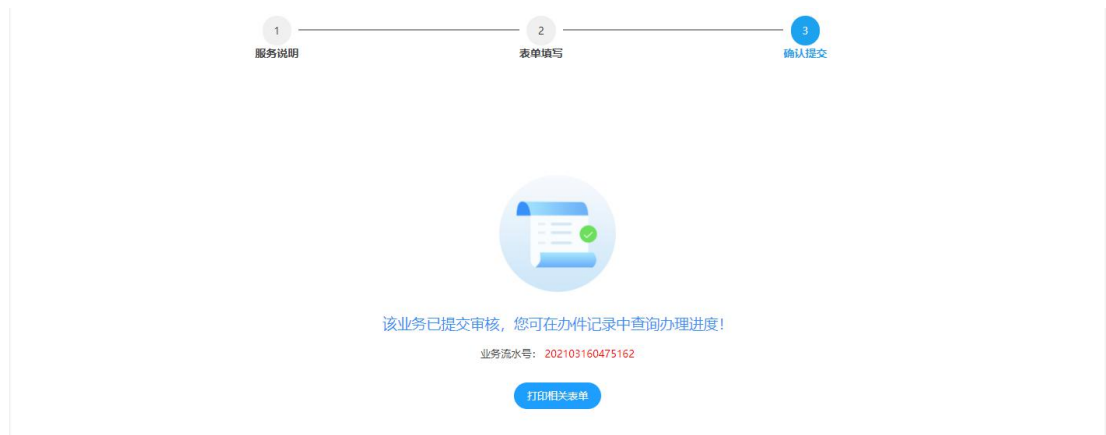 1 2 3
服务说明 表单填写 确认提交
该业务已提交审核，您可在办件记录中查询办理进度！
业务流水号： 202103160475162
打印相关表单